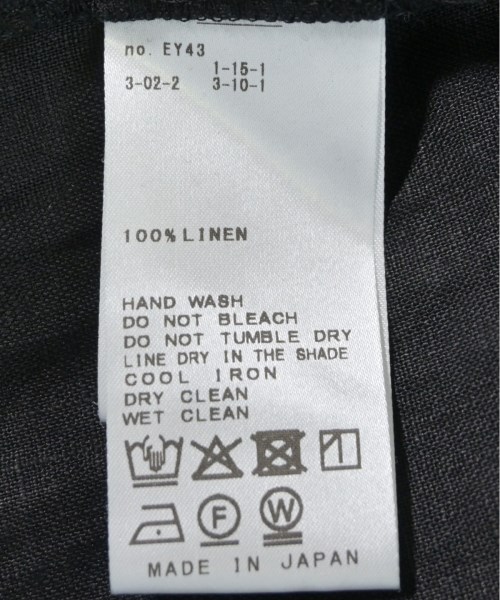 no. EY43
1-15-1
3-02-2 3-10-1
100% LINEN
HAND WASH
DO NOT BLEACH
DO NOT TUMBLE DRY
LINE DRY IN THE SHADE
COOL IRON
DRY CLEAN
WET CLEAN
F W
MADE IN JAPAN